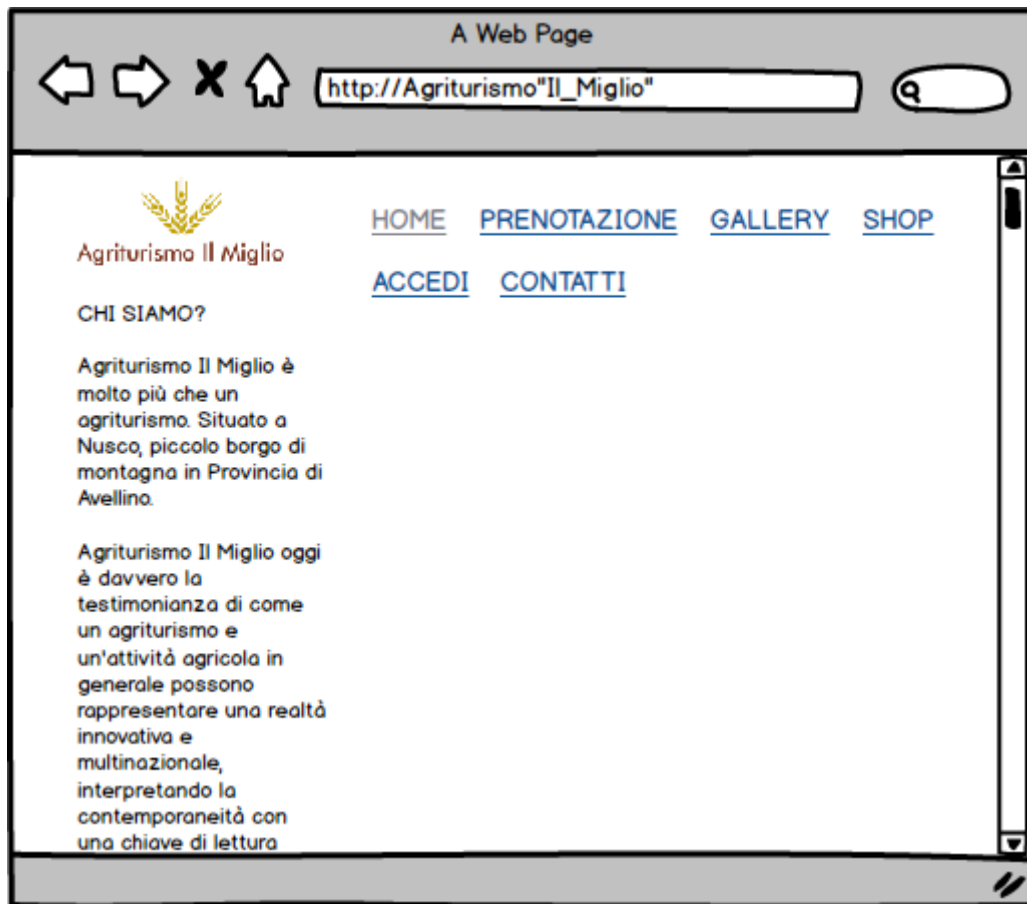 A Web Page
http://Agriturismo"Il_Miglio"
Agriturismo Il Miglio
HOME PRENOTAZIONE GALLERY SHOP
ACCEDI CONTATTI
CHI SIAMO?
Agriturismo Il Miglio è
molto più che un
agriturismo. Situato a
Nusco, piccolo borgo di
montagna in Provincia di
Avellino.
Agriturismo Il Miglio oggi
è davvero la
testimonianza di come
un agriturismo e
un'attività agricola in
generale possono
rappresentare una realtà
innovativa e
multinazionale,
interpretando la
contemporaneità con
una chiave di lettura